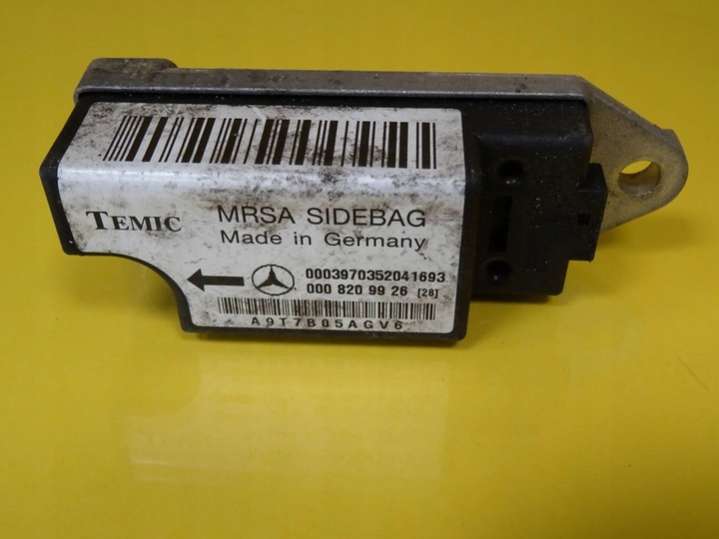 TEMIC
MRSA SIDEBAG
Made in Germany
0003970352041693
000 820 99 26 [28]
A9T7B05AGV6